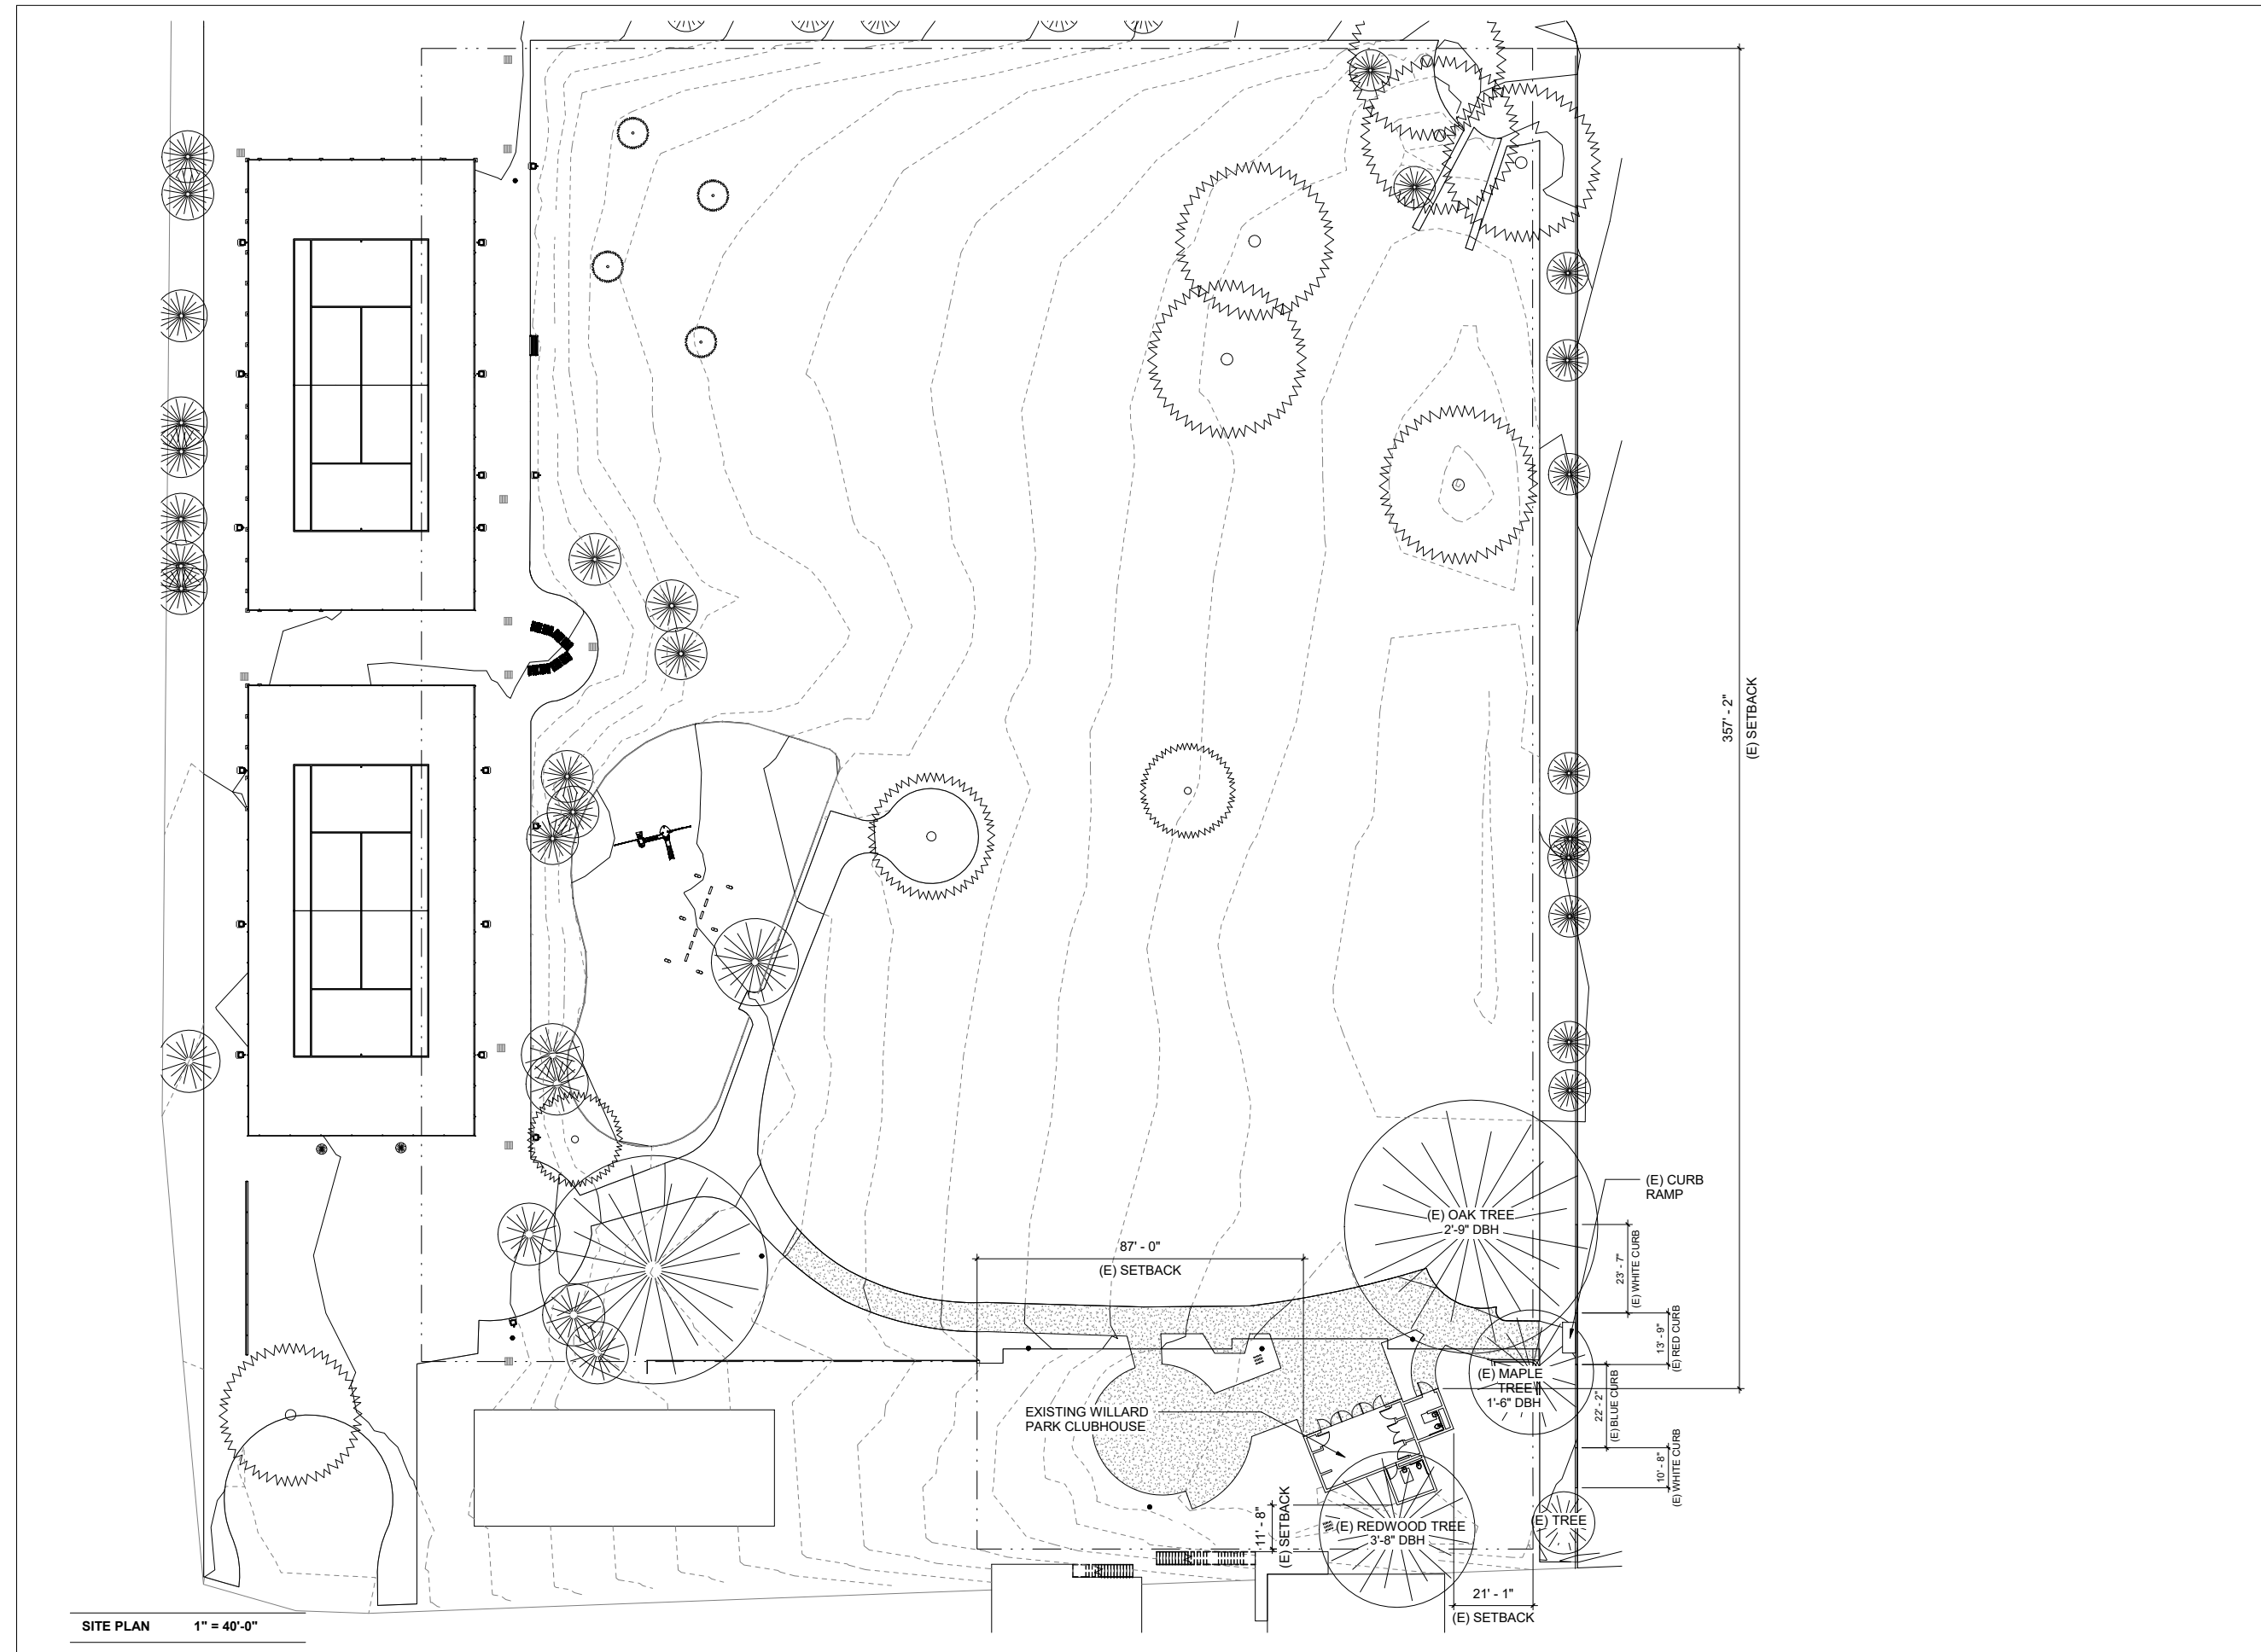 357' - 2"
(E) SETBACK
(E) CURB
RAMP
(E) OAK TREE
2'-9" DBH
87' - 0"
(E) SETBACK
23' - 7"
(E) WHITE CURB
13' - 9"
(E) RED CURB
(E) MAPLE
TREE
1'-6" DBH
22' - 2"
(E) BLUE CURB
EXISTING WILLARD
PARK CLUBHOUSE
10' - 8"
(E) WHITE CURB
11' - 8"
(E) SETBACK
(E) REDWOOD TREE
3'-8" DBH
(E) TREE
21' - 1"
(E) SETBACK
SITE PLAN 1" = 40'-0"